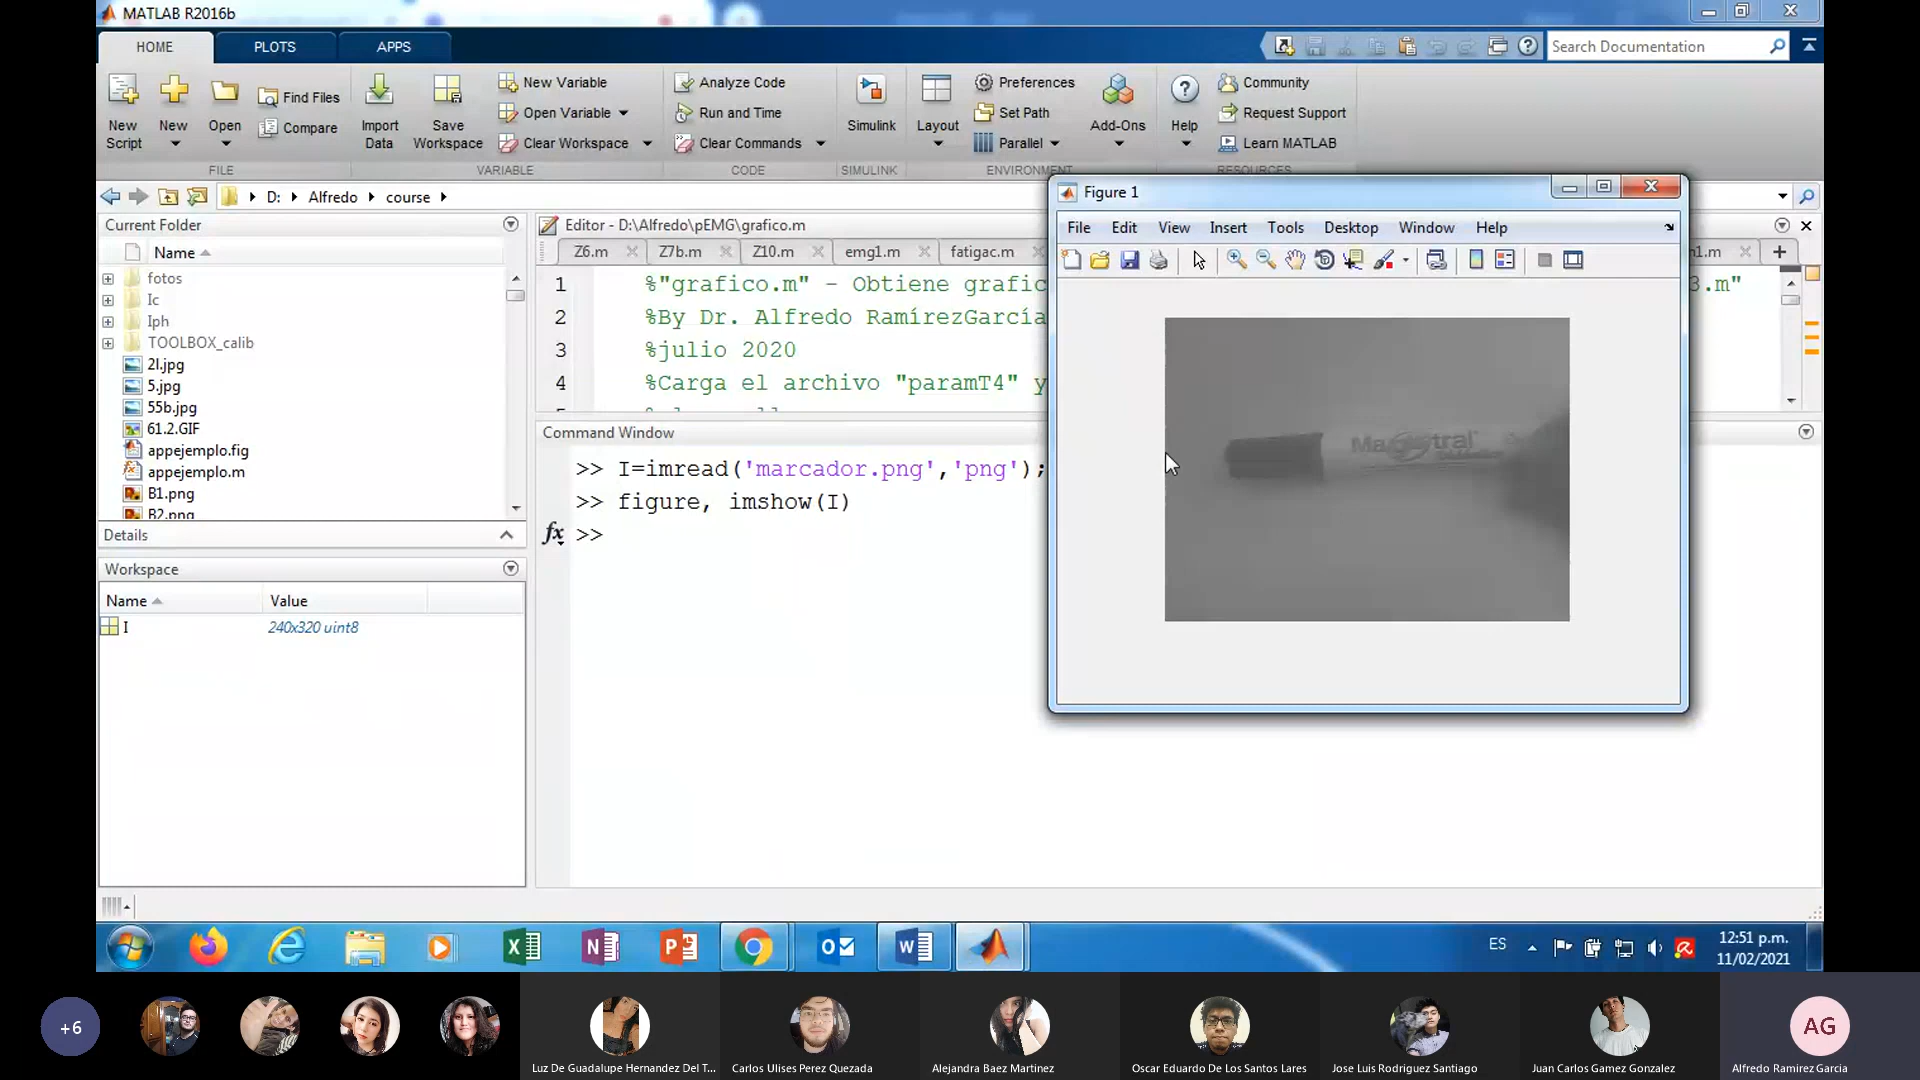 MATLAB R2016b
HOME
PLOTS
APPS
Search Documentation
New Script
New
Open
Find Files
Compare
Import Data
Save Workspace
New Variable
Open Variable
Clear Workspace
Analyze Code
Run and Time
Clear Commands
Simulink
Layout
Preferences
Set Path
Parallel
Add-Ons
Help
Community
Request Support
Learn MATLAB
FILE
VARIABLE
CODE
SIMULINK
ENVIRONMENT
RESOURCES
D:
Alfredo
course
Current Folder
Name
fotos
Ic
Iph
TOOLBOX_calib
2l.jpg
5.jpg
55b.jpg
61.2.GIF
appejemplo.fig
appejemplo.m
B1.png
B2.png
Details
Workspace
Name Value
I 240x320 uint8
Editor - D:\Alfredo\pEMG\grafico.m
Z6.m
Z7b.m
Z10.m
emg1.m
fatigac.m
1 %"grafico.m" - Obtiene grafic
3.m"
2 %By Dr. Alfredo RamírezGarcía
3 %julio 2020
4 %Carga el archivo "paramT4" y
Command Window
>> I=imread('marcador.png','png');
>> figure, imshow(I)
fx >>
Figure 1
File Edit View Insert Tools Desktop Window Help
Magistral
ES
12:51 p.m.
11/02/2021
+6
Luz De Guadalupe Hernandez Del T...
Carlos Ulises Perez Quezada
Alejandra Baez Martinez
Oscar Eduardo De Los Santos Lares
Jose Luis Rodriguez Santiago
Juan Carlos Gamez Gonzalez
AG
Alfredo Ramirez Garcia